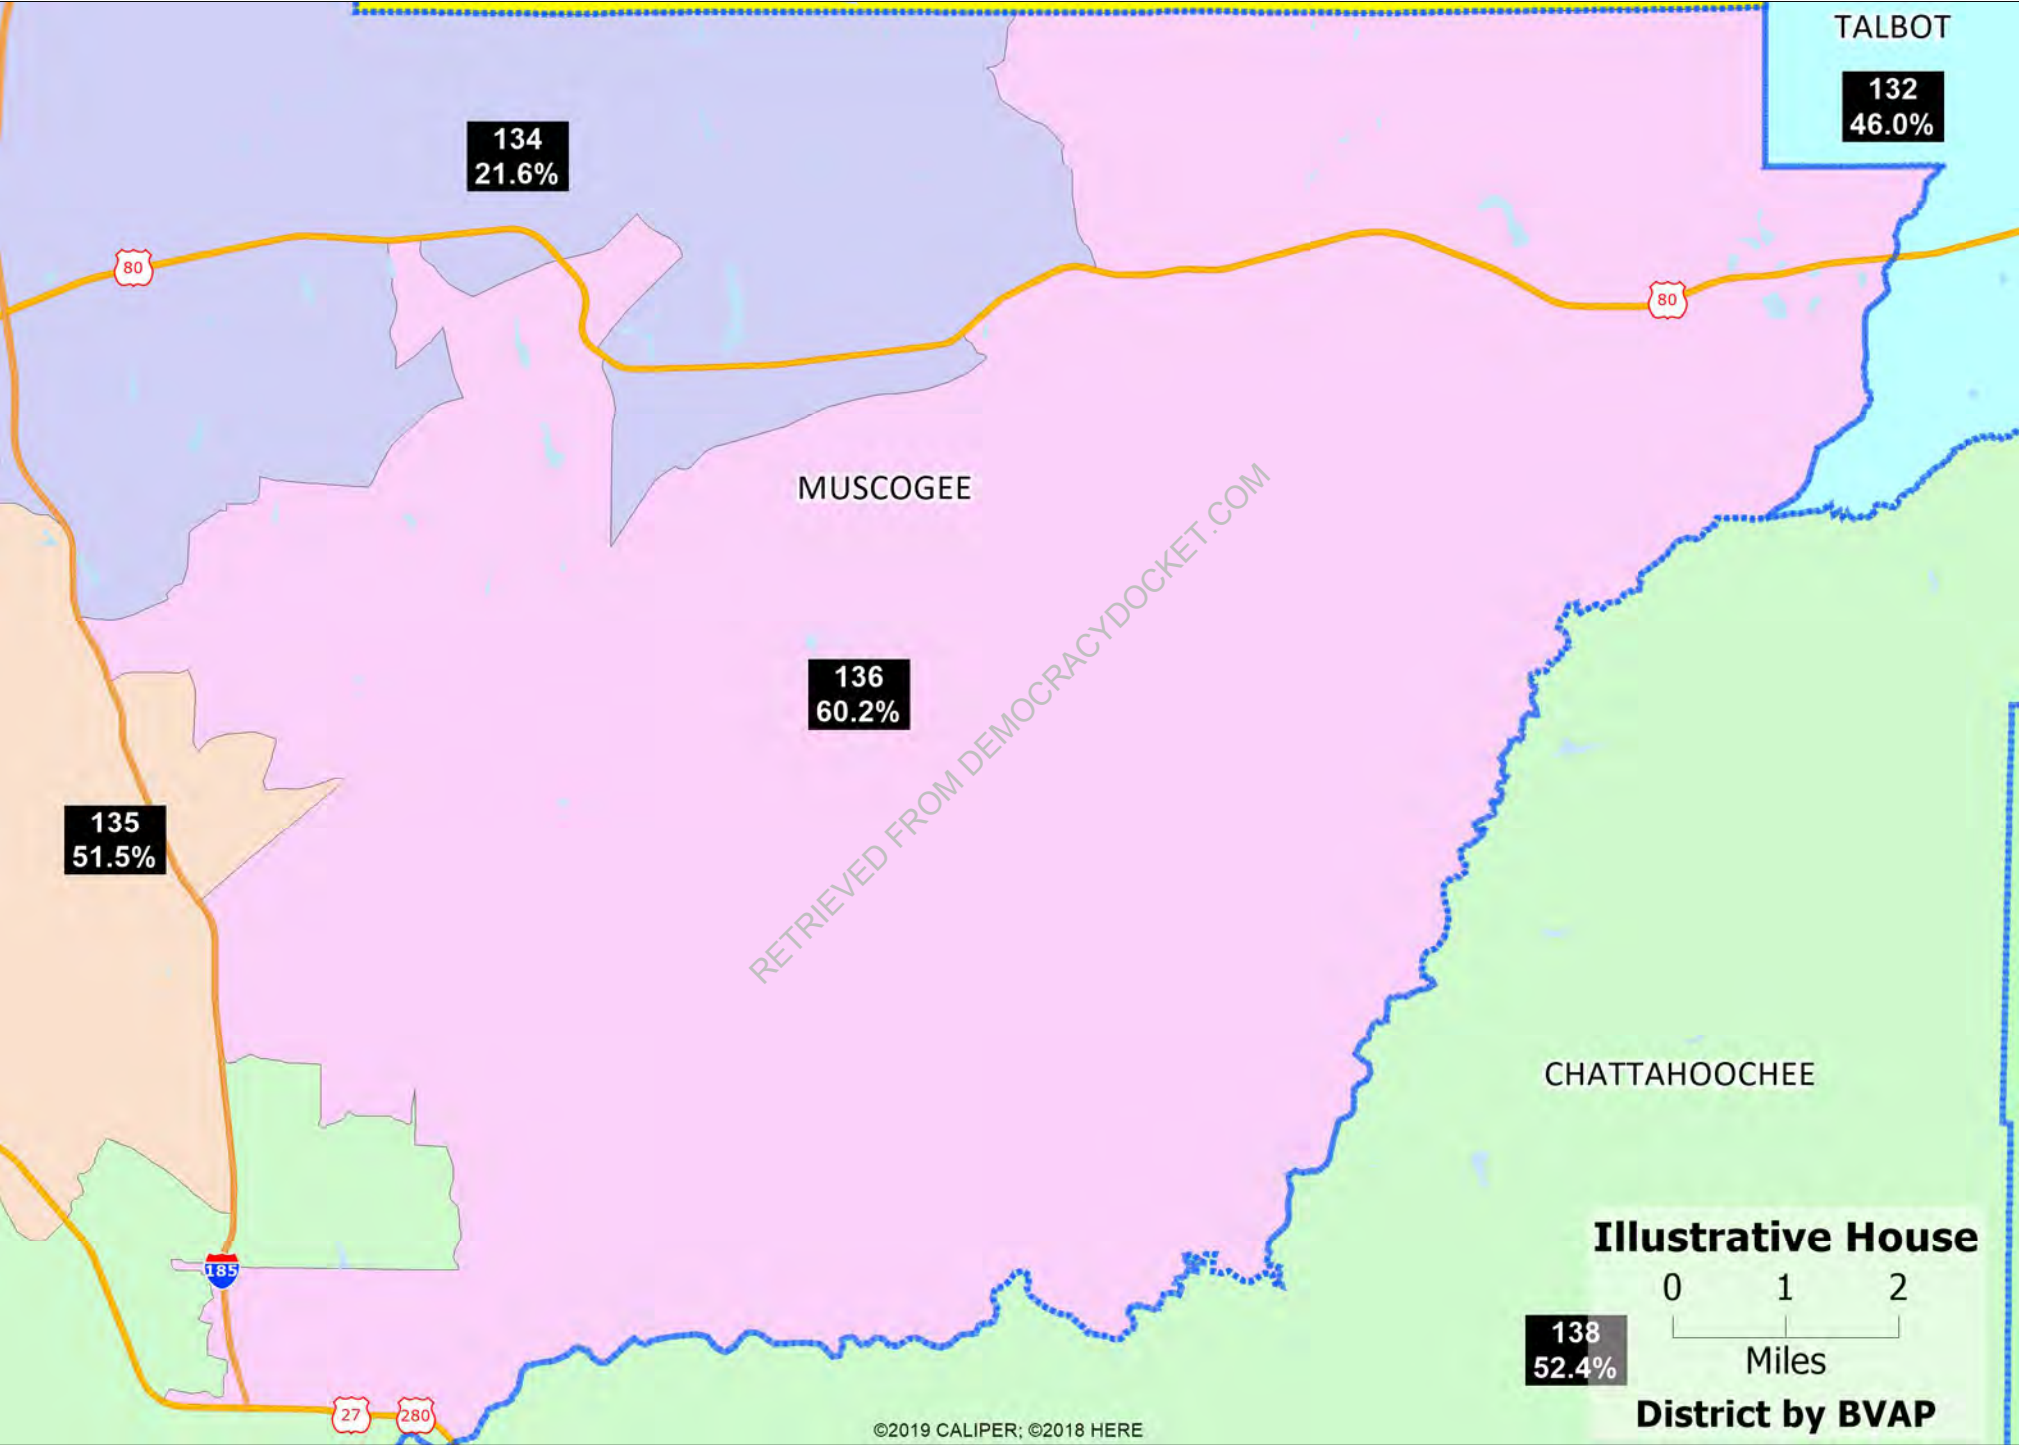 TALBOT
132
46.0%
134
21.6%
80
80
MUSCOGEE
136
60.2%
RETRIEVED FROM DEMOCRACYDOCKET.COM
135
51.5%
CHATTAHOOCHEE
185
Illustrative House
0 1 2
Miles
District by BVAP
138
52.4%
27
280
©2019 CALIPER; ©2018 HERE